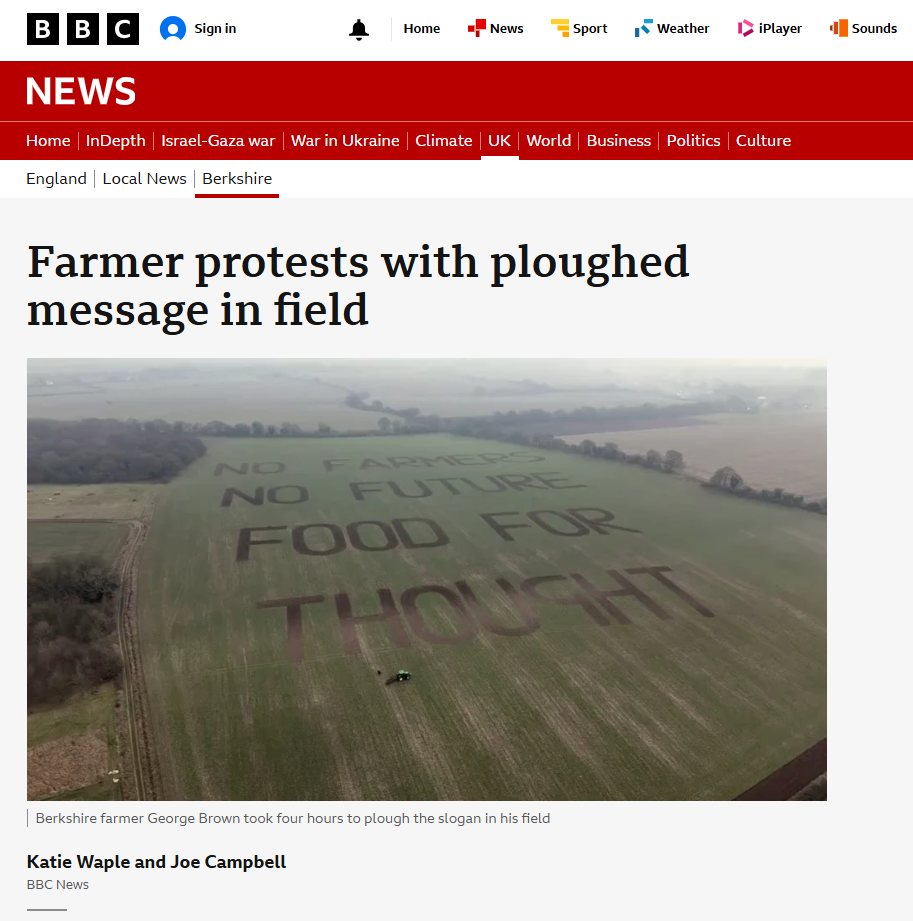 BBC Sign in Home News Sport Weather iPlayer Sounds
NEWS
Home InDepth Israel-Gaza war War in Ukraine Climate UK World Business Politics Culture
England Local News Berkshire
Farmer protests with ploughed
message in field
NO FARMERS
NO FUTURE
FOOD FOR
THOUGHT
Berkshire farmer George Brown took four hours to plough the slogan in his field
Katie Waple and Joe Campbell
BBC News